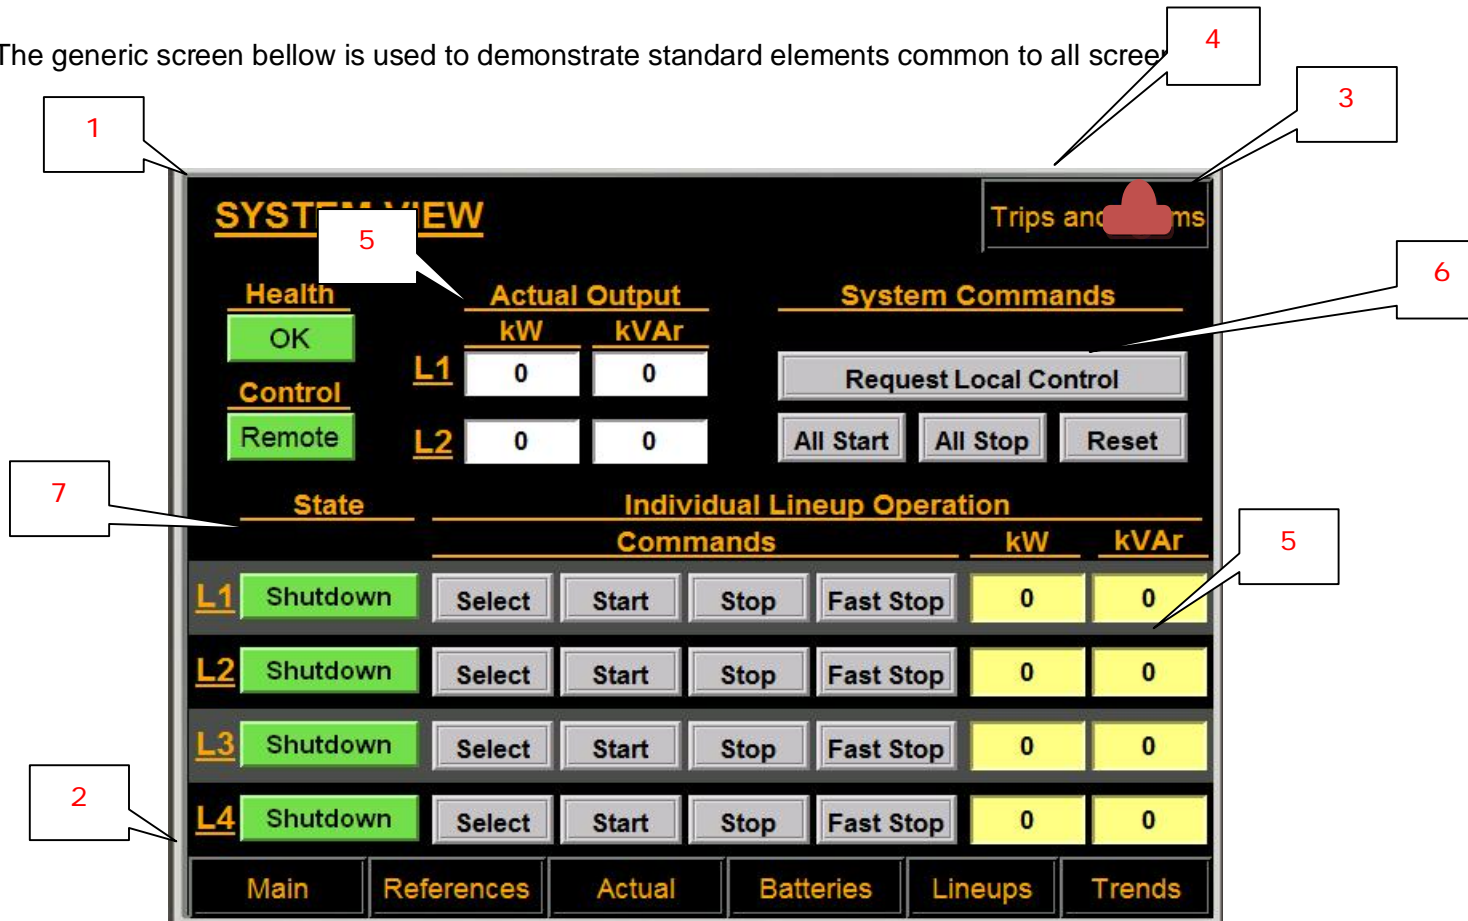 The generic screen bellow is used to demonstrate standard elements common to all
4
3
1
SYSTEM VIEW
5
Trips and
6
Health
Actual Output
System Commands
OK
kW kVAr
L1 0 0
Request Local Control
Control
Remote
L2 0 0
All Start All Stop Reset
7
State
Individual Lineup Operation
Commands kW kVAr
5
L1 Shutdown Select Start Stop Fast Stop 0 0
L2 Shutdown Select Start Stop Fast Stop 0 0
L3 Shutdown Select Start Stop Fast Stop 0 0
2
L4 Shutdown Select Start Stop Fast Stop 0 0
Main References Actual Batteries Lineups Trends